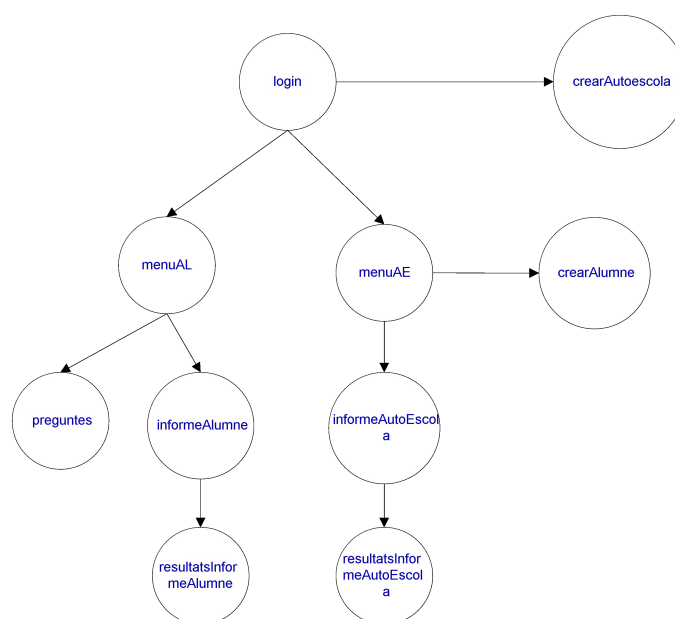 login
crearAutoescola
menuAL
menuAE
crearAlumne
preguntes
informeAlumne
informeAutoEscol
a
resultatsInfor
meAlumne
resultatsInfor
meAutoEscol
a